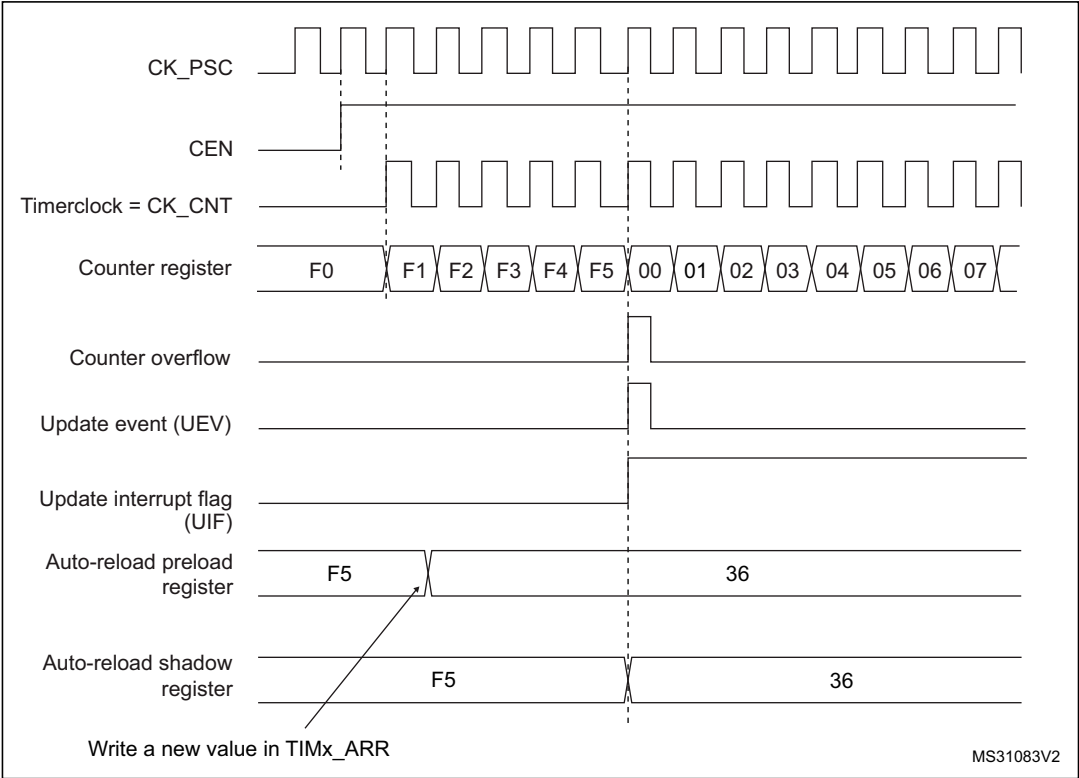 CK_PSC
CEN
Timerclock = CK_CNT
Counter register
F0 F1 F2 F3 F4 F5 00 01 02 03 04 05 06 07
Counter overflow
Update event (UEV)
Update interrupt flag
(UIF)
Auto-reload preload
register
F5 36
Auto-reload shadow
register
F5 36
Write a new value in TIMx_ARR
MS31083V2